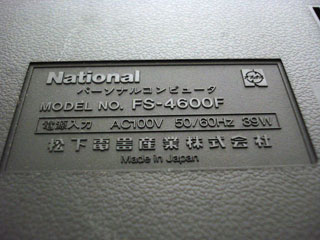 National
パーソナルコンピュータ
MODEL NO. FS-4600F
電源入力 AC100V 50/60Hz 39W
松下電器産業株式会社
Made in Japan